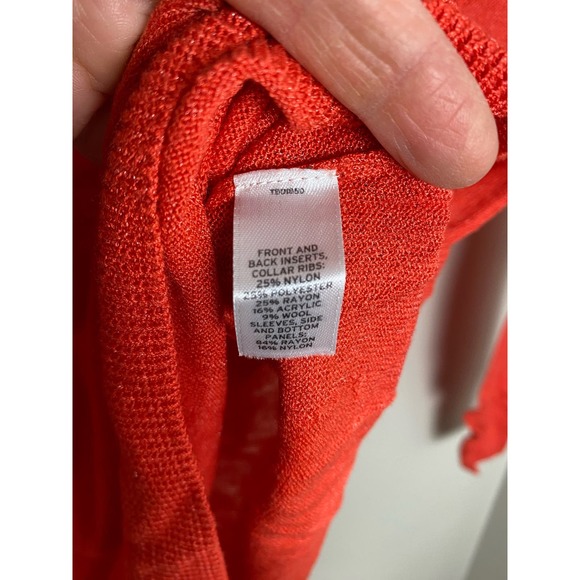 FRONT AND
BACK INSERTS,
COLLAR RIBS:
25% NYLON
25% POLYESTER
25% RAYON
16% ACRYLIC
9% WOOL
SLEEVES, SIDE
AND BOTTOM
PANELS:
84% RAYON
16% NYLON